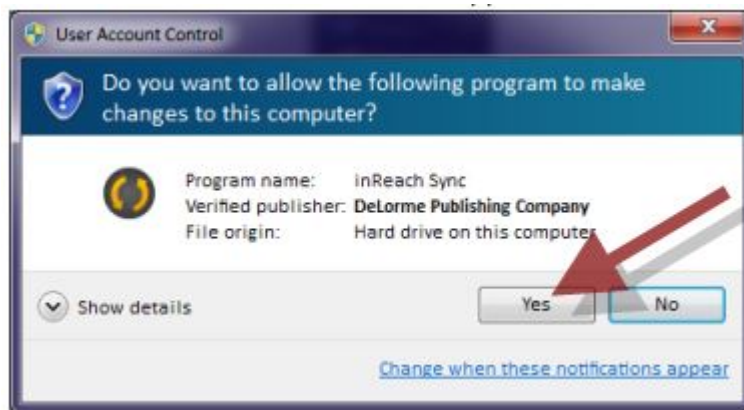 User Account Control
Do you want to allow the following program to make
changes to this computer?
Program name: inReach Sync
Verified publisher: DeLorme Publishing Company
File origin: Hard drive on this computer
Show details
Yes
No
Change when these notifications appear